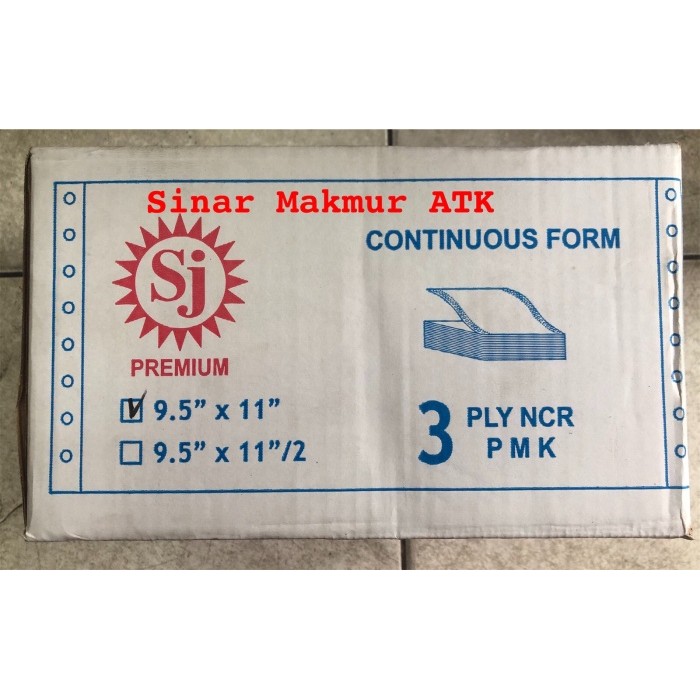 Sinar Makmur ATK
Sj
PREMIUM
CONTINUOUS FORM
9.5” x 11”
9.5” x 11”/2
3 PLY NCR
PMK